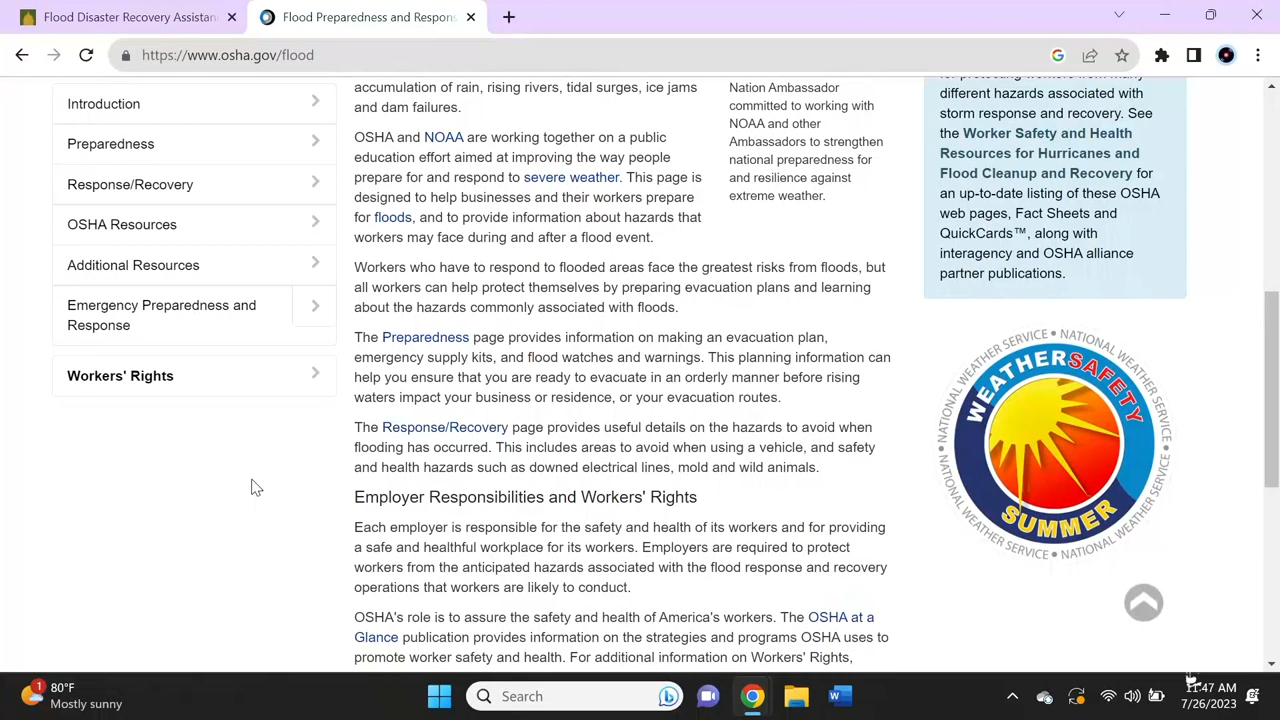 Flood Disaster Recovery Assistan
Flood Preparedness and Respons
https://www.osha.gov/flood
Introduction
Preparedness
Response/Recovery
OSHA Resources
Additional Resources
Emergency Preparedness and
Response
Workers' Rights
accumulation of rain, rising rivers, tidal surges, ice jams
and dam failures.
OSHA and NOAA are working together on a public
education effort aimed at improving the way people
prepare for and respond to severe weather. This page is
designed to help businesses and their workers prepare
for floods, and to provide information about hazards that
workers may face during and after a flood event.
Nation Ambassador
committed to working with
NOAA and other
Ambassadors to strengthen
national preparedness for
and resilience against
extreme weather.
Workers who have to respond to flooded areas face the greatest risks from floods, but
all workers can help protect themselves by preparing evacuation plans and learning
about the hazards commonly associated with floods.
The Preparedness page provides information on making an evacuation plan,
emergency supply kits, and flood watches and warnings. This planning information can
help you ensure that you are ready to evacuate in an orderly manner before rising
waters impact your business or residence, or your evacuation routes.
The Response/Recovery page provides useful details on the hazards to avoid when
flooding has occurred. This includes areas to avoid when using a vehicle, and safety
and health hazards such as downed electrical lines, mold and wild animals.
Employer Responsibilities and Workers' Rights
Each employer is responsible for the safety and health of its workers and for providing
a safe and healthful workplace for its workers. Employers are required to protect
workers from the anticipated hazards associated with the flood response and recovery
operations that workers are likely to conduct.
OSHA's role is to assure the safety and health of America's workers. The OSHA at a
Glance publication provides information on the strategies and programs OSHA uses to
promote worker safety and health. For additional information on Workers' Rights,
for protecting workers from many
different hazards associated with
storm response and recovery. See
the Worker Safety and Health
Resources for Hurricanes and
Flood Cleanup and Recovery for
an up-to-date listing of these OSHA
web pages, Fact Sheets and
QuickCards™, along with
interagency and OSHA alliance
partner publications.
NATIONAL WEATHER SERVICE • NATIONAL WEATHER SERVICE • NATIONAL WEATHER SERVICE • NATIONAL WEATHER SERVICE •
WEATHERSAFETY
SUMMER
1
80°F
Mostly sunny
Search
11:47 AM
7/26/2023